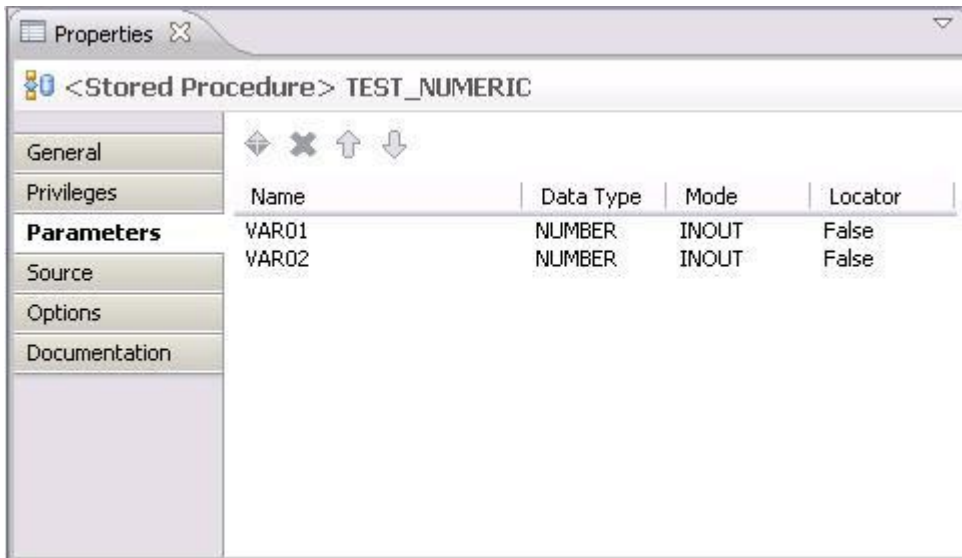 Properties
<Stored Procedure> TEST_NUMERIC
General
Privileges
Parameters
Source
Options
Documentation
Name Data Type Mode Locator
VAR01 NUMBER INOUT False
VAR02 NUMBER INOUT False